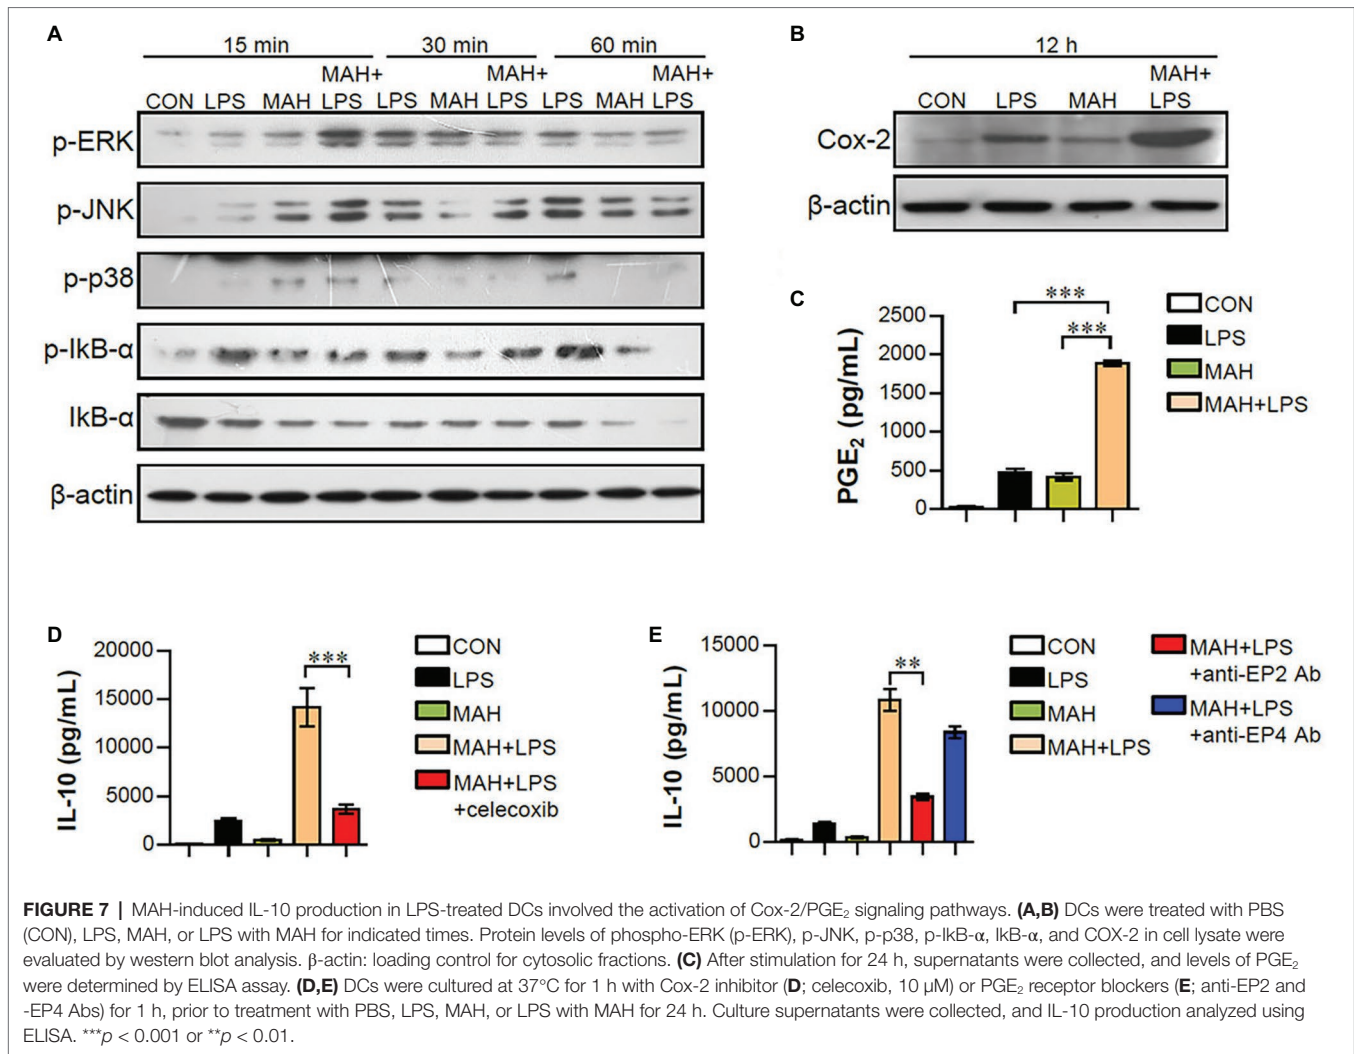 A
15 min 30 min 60 min
MAH+ MAH+ MAH+
CON LPS MAH LPS LPS MAH LPS LPS MAH LPS
p-ERK
p-JNK
p-p38
p-IkB-α
IkB-α
β-actin
B
12 h
MAH+
CON LPS MAH LPS
Cox-2
β-actin
C
PGE₂ (pg/mL)
2500
2000
1500
1000
500
0
***
***
CON
LPS
MAH
MAH+LPS
D
IL-10 (pg/mL)
20000
15000
10000
5000
0
***
CON
LPS
MAH
MAH+LPS
MAH+LPS
+celecoxib
E
IL-10 (pg/mL)
15000
10000
5000
0
**
CON
LPS
MAH
MAH+LPS
MAH+LPS
+anti-EP2 Ab
MAH+LPS
+anti-EP4 Ab
FIGURE 7 | MAH-induced IL-10 production in LPS-treated DCs involved the activation of Cox-2/PGE₂ signaling pathways. (A,B) DCs were treated with PBS
(CON), LPS, MAH, or LPS with MAH for indicated times. Protein levels of phospho-ERK (p-ERK), p-JNK, p-p38, p-IkB-α, IkB-α, and COX-2 in cell lysate were
evaluated by western blot analysis. β-actin: loading control for cytosolic fractions. (C) After stimulation for 24 h, supernatants were collected, and levels of PGE₂
were determined by ELISA assay. (D,E) DCs were cultured at 37°C for 1 h with Cox-2 inhibitor (D; celecoxib, 10 μM) or PGE₂ receptor blockers (E; anti-EP2 and
-EP4 Abs) for 1 h, prior to treatment with PBS, LPS, MAH, or LPS with MAH for 24 h. Culture supernatants were collected, and IL-10 production analyzed using
ELISA. ***p < 0.001 or **p < 0.01.